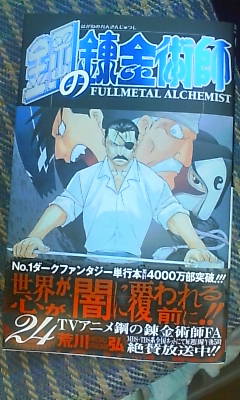 はがねのれんきんじゅつし
鋼の錬金術師
FULLMETAL ALCHEMIST
No.1ダークファンタジー単行本累計4000万部突破!!!
世界が闇に覆われる
心が、前に!!
24
TVアニメ鋼の錬金術師FA
荒川弘
絶賛放送中!!